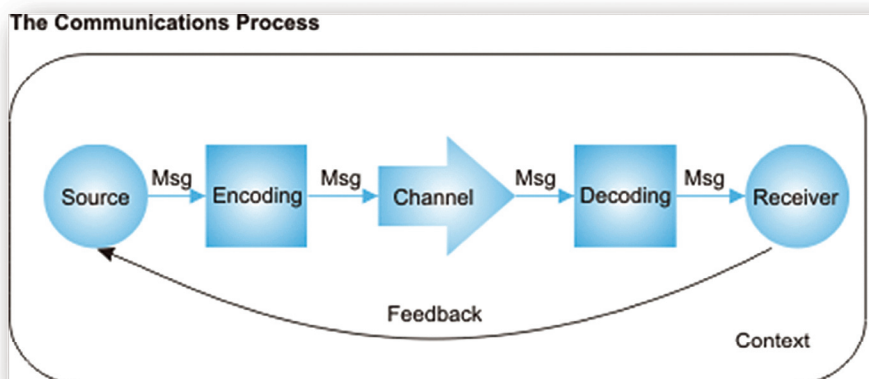 The Communications Process
Msg
Msg
Msg
Msg
Source
Encoding
Channel
Decoding
Receiver
Feedback
Context